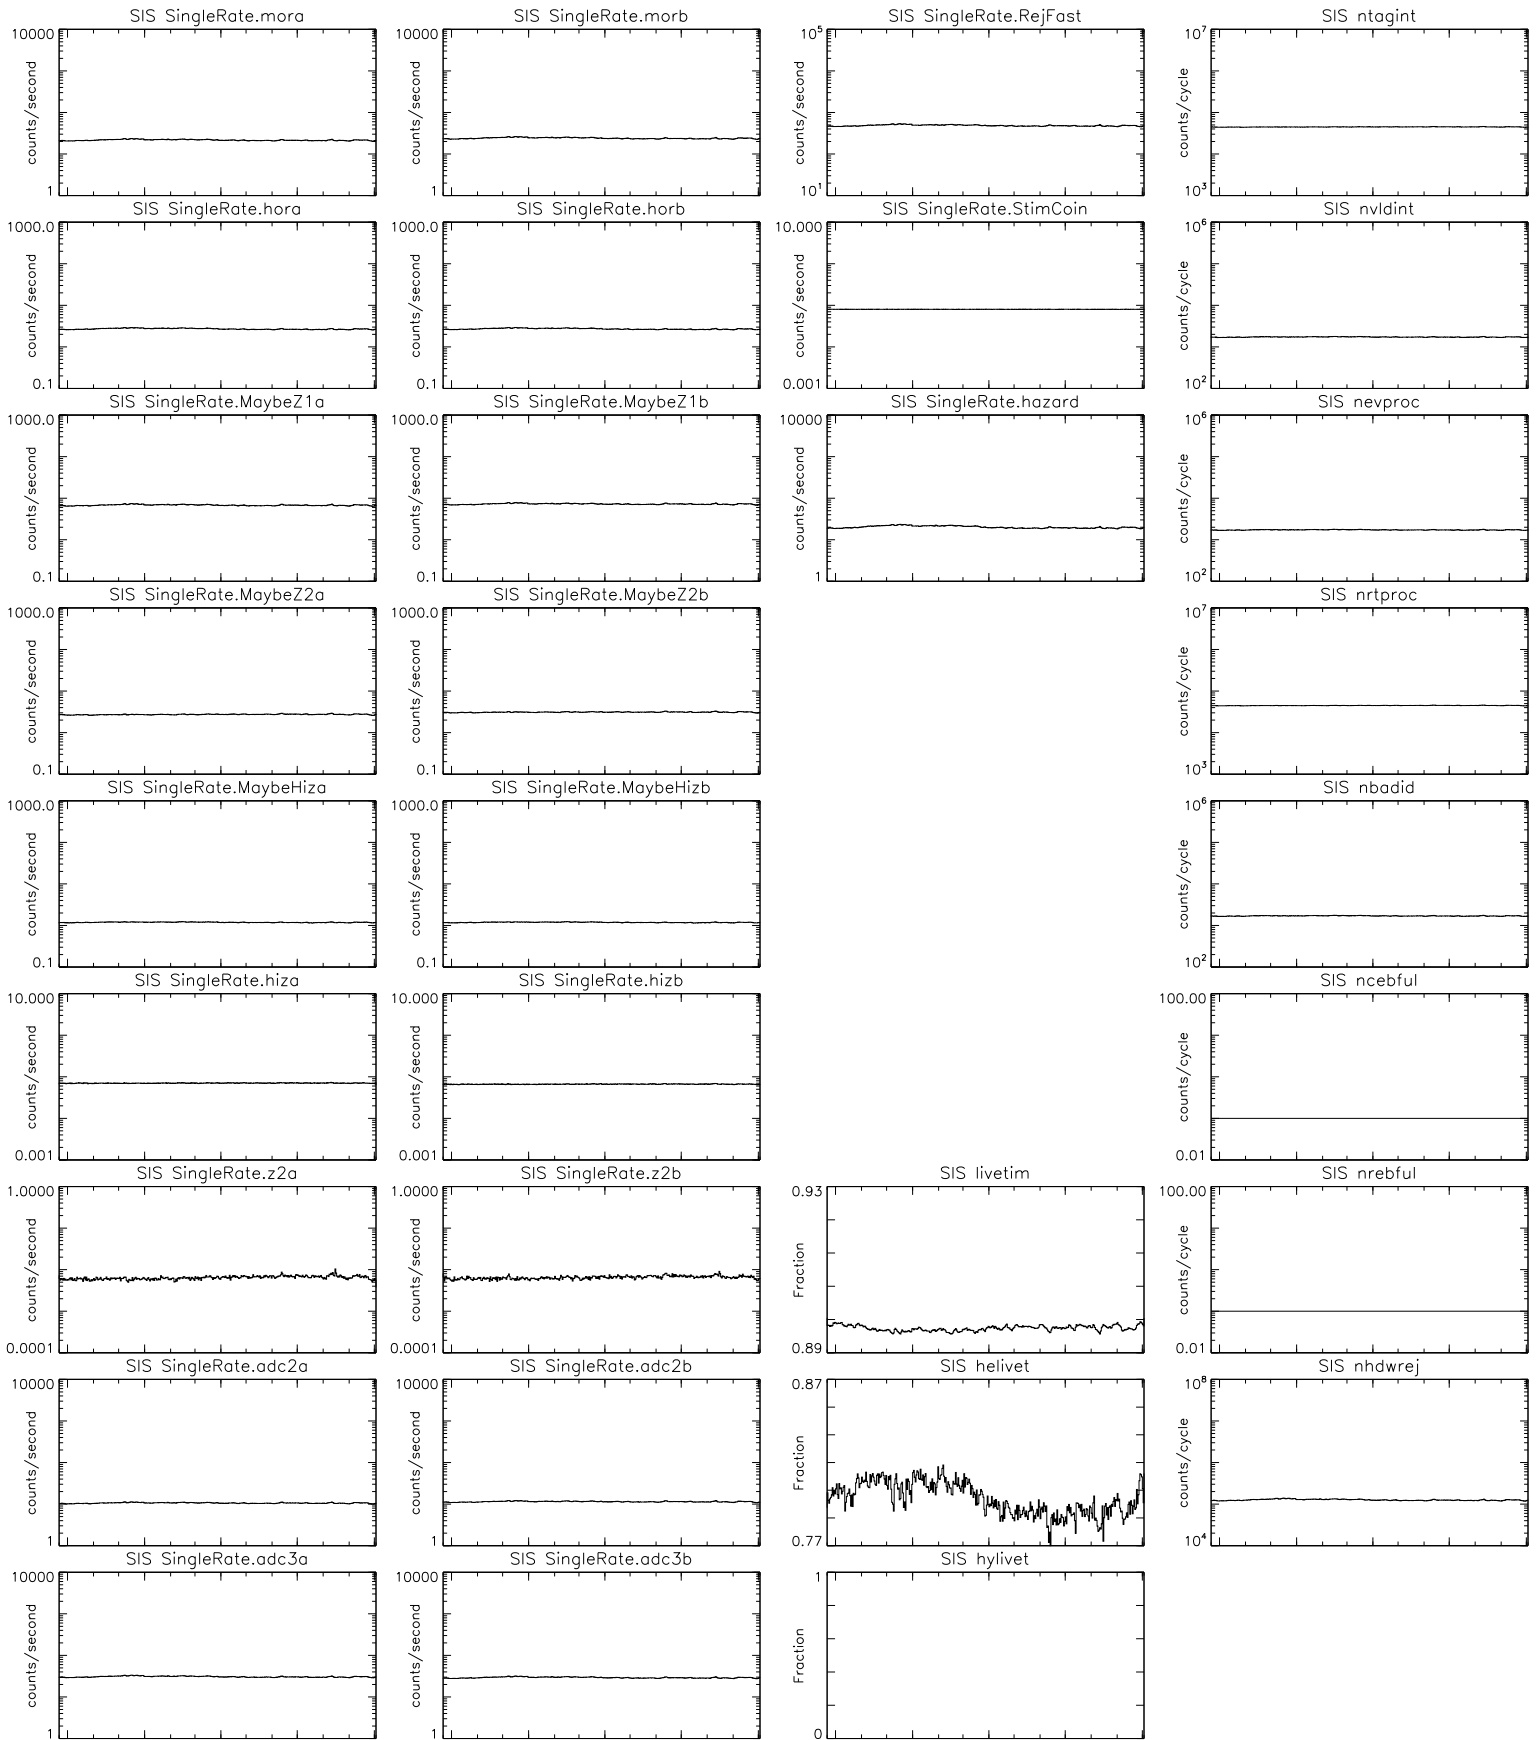 SIS SingleRate.mora
10000
counts/second
1
SIS SingleRate.morb
10000
counts/second
1
SIS SingleRate.RejFast
10^5
counts/second
10^1
SIS ntagint
10^7
counts/cycle
10^3
SIS SingleRate.hora
1000.0
counts/second
0.1
SIS SingleRate.horb
1000.0
counts/second
0.1
SIS SingleRate.StimCoin
10.000
counts/second
0.001
SIS nvldint
10^6
counts/cycle
10^2
SIS SingleRate.MaybeZ1a
1000.0
counts/second
0.1
SIS SingleRate.MaybeZ1b
1000.0
counts/second
0.1
SIS SingleRate.hazard
10000
counts/second
1
SIS nevproc
10^6
counts/cycle
10^2
SIS SingleRate.MaybeZ2a
1000.0
counts/second
0.1
SIS SingleRate.MaybeZ2b
1000.0
counts/second
0.1
SIS nrtproc
10^7
counts/cycle
10^3
SIS SingleRate.MaybeHiza
1000.0
counts/second
0.1
SIS SingleRate.MaybeHizb
1000.0
counts/second
0.1
SIS nbadid
10^6
counts/cycle
10^2
SIS SingleRate.hiza
10.000
counts/second
0.001
SIS SingleRate.hizb
10.000
counts/second
0.001
SIS ncebful
100.00
counts/cycle
0.01
SIS SingleRate.z2a
1.0000
counts/second
0.0001
SIS SingleRate.z2b
1.0000
counts/second
0.0001
SIS livetim
0.93
Fraction
0.89
SIS nrebful
100.00
counts/cycle
0.01
SIS SingleRate.adc2a
10000
counts/second
1
SIS SingleRate.adc2b
10000
counts/second
1
SIS helivet
0.87
Fraction
0.77
SIS nhdwrej
10^8
counts/cycle
10^4
SIS SingleRate.adc3a
10000
counts/second
1
SIS SingleRate.adc3b
10000
counts/second
1
SIS hylivet
1
Fraction
0